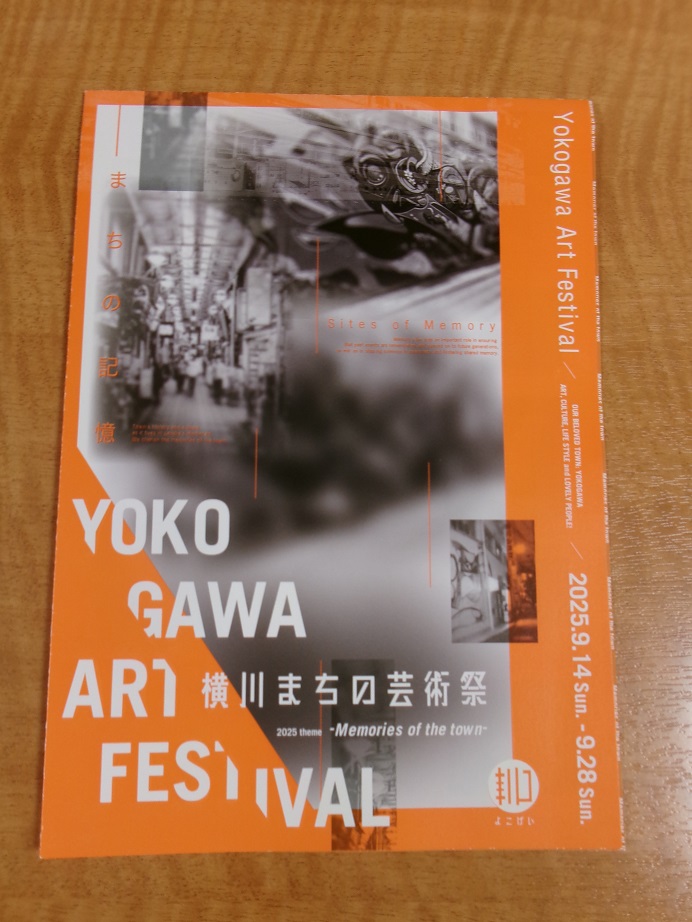 まちの記憶
Sites of Memory
YOKO
GAWA
ART
FESTIVAL
横川まちの芸術祭
2025 theme -Memories of the town-
よこげい
Yokogawa Art Festival
OUR BELOVED TOWN: YOKOGAWA
ART, CULTURE, LIFE STYLE and LOVELY PEOPLE!
2025.9.14 Sun. - 9.28 Sun.